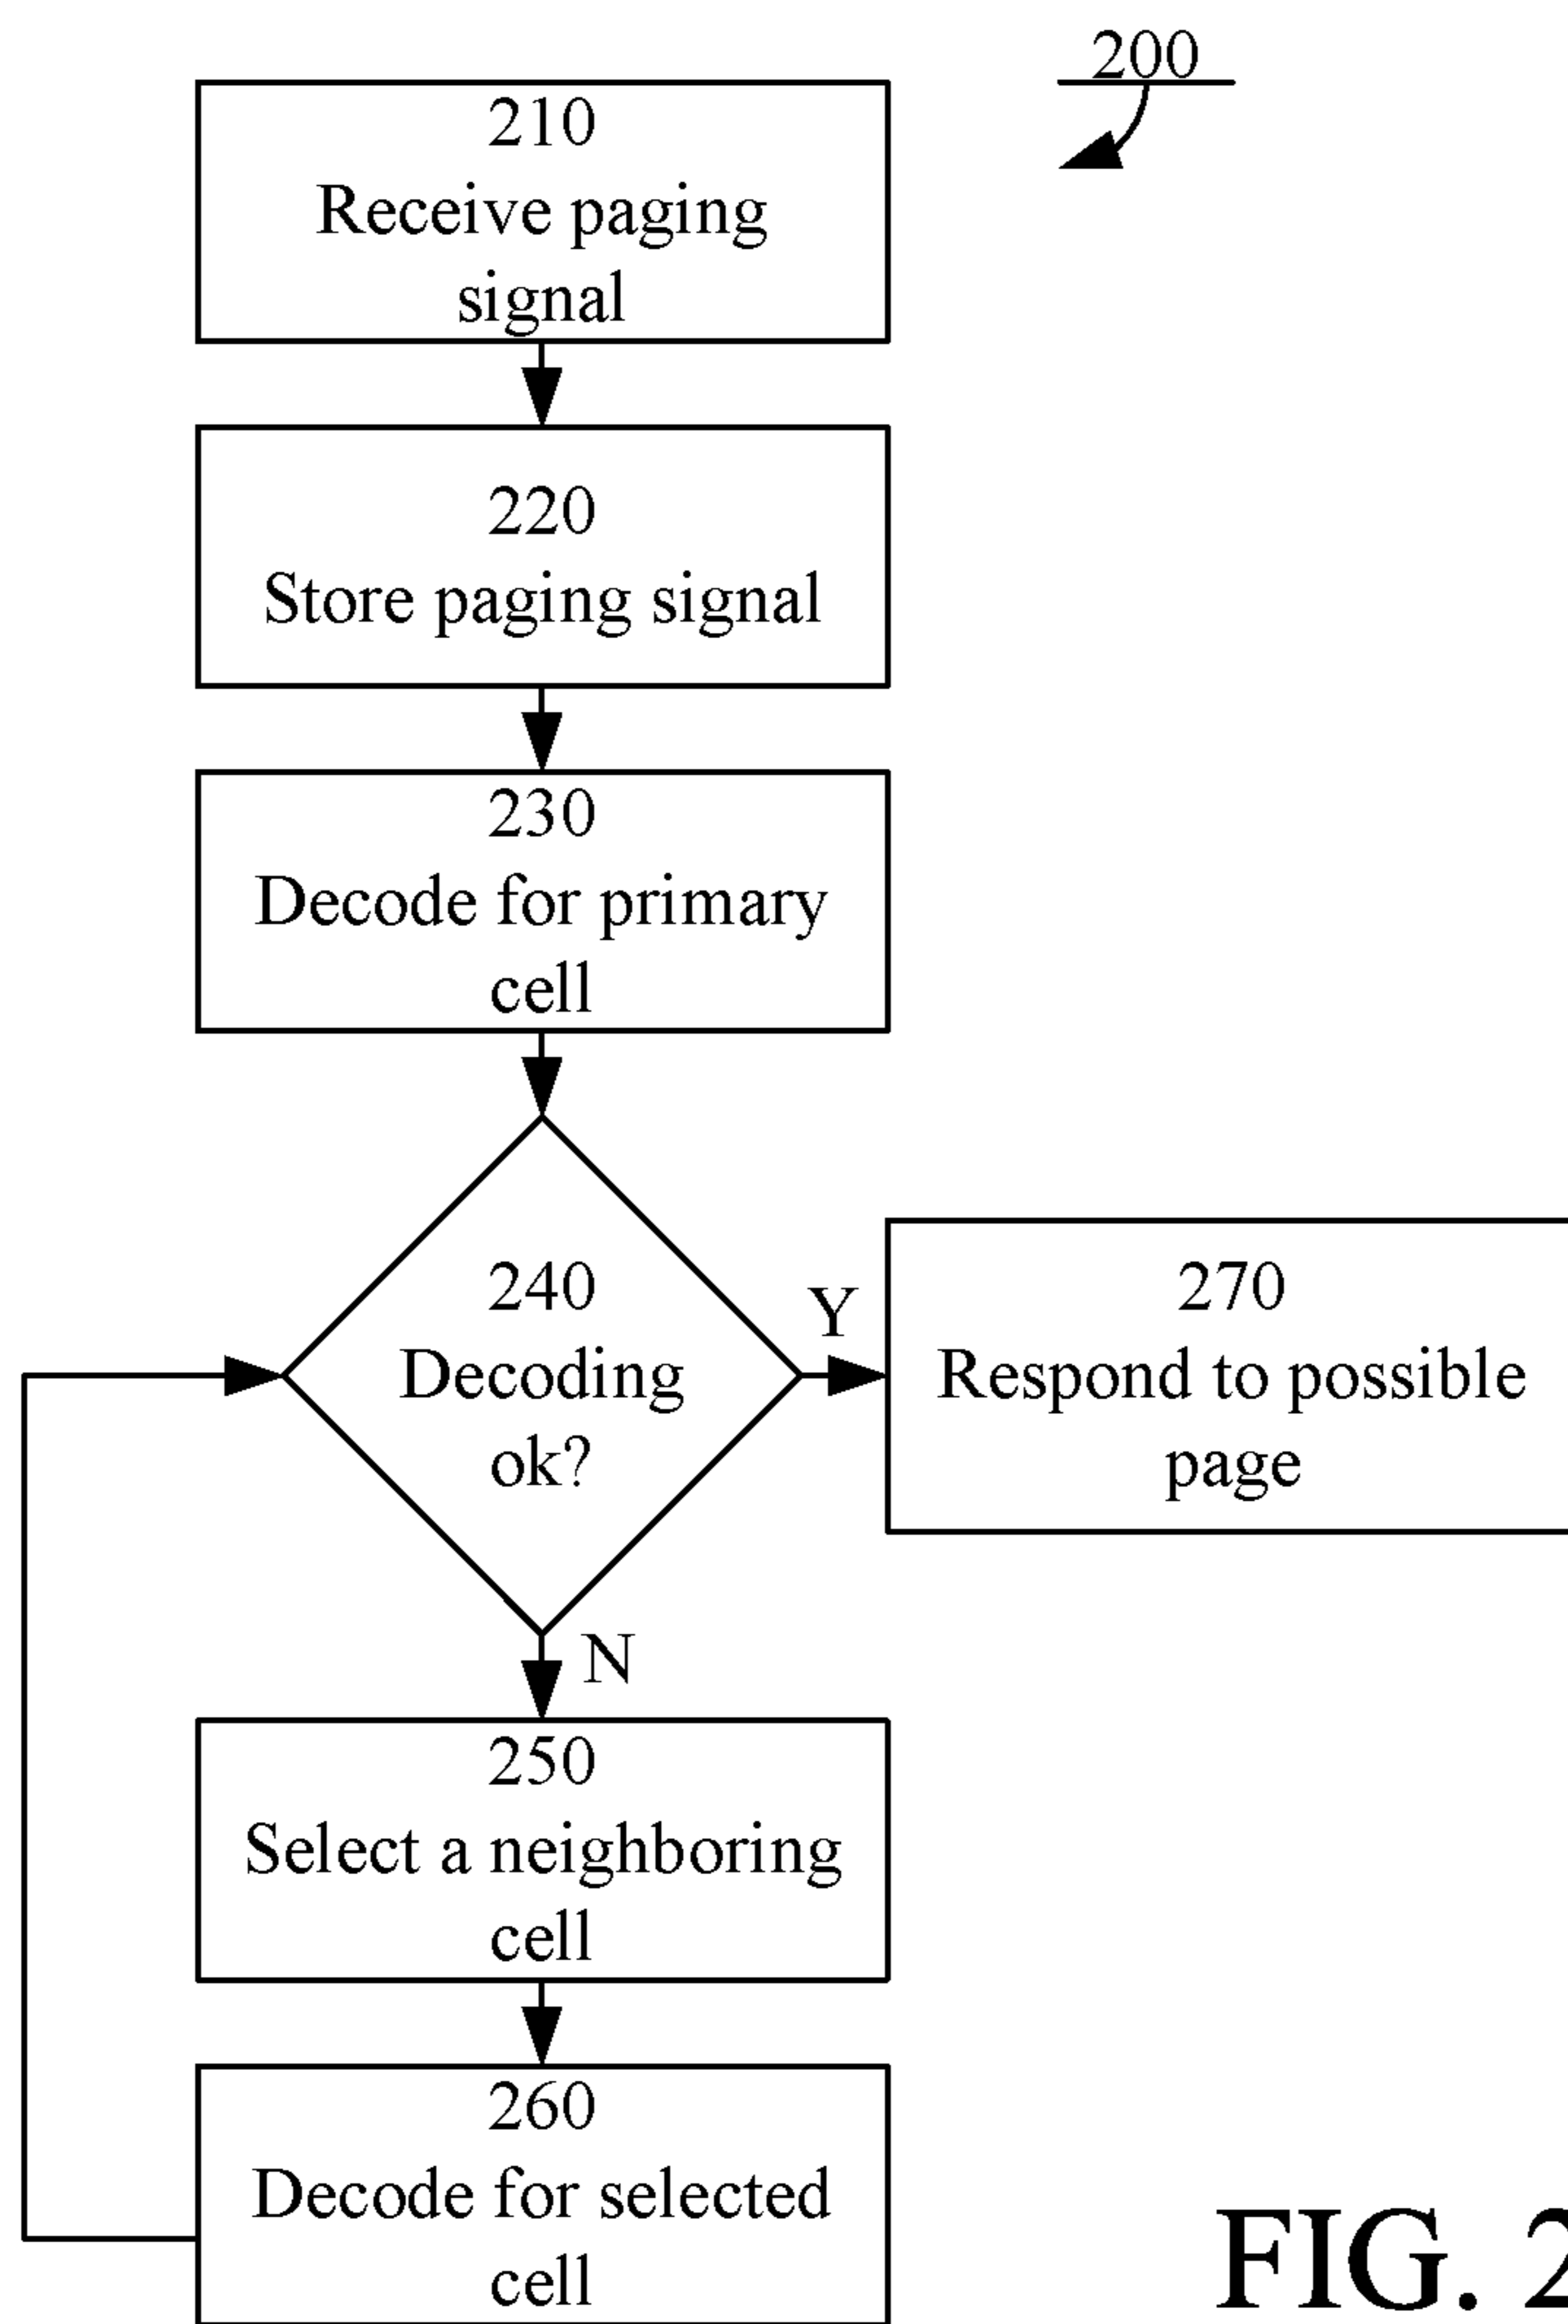 200
210
Receive paging
signal
220
Store paging signal
230
Decode for primary
cell
240
Decoding
ok?
Y
270
Respond to possible
page
N
250
Select a neighboring
cell
260
Decode for selected
cell
FIG. 2